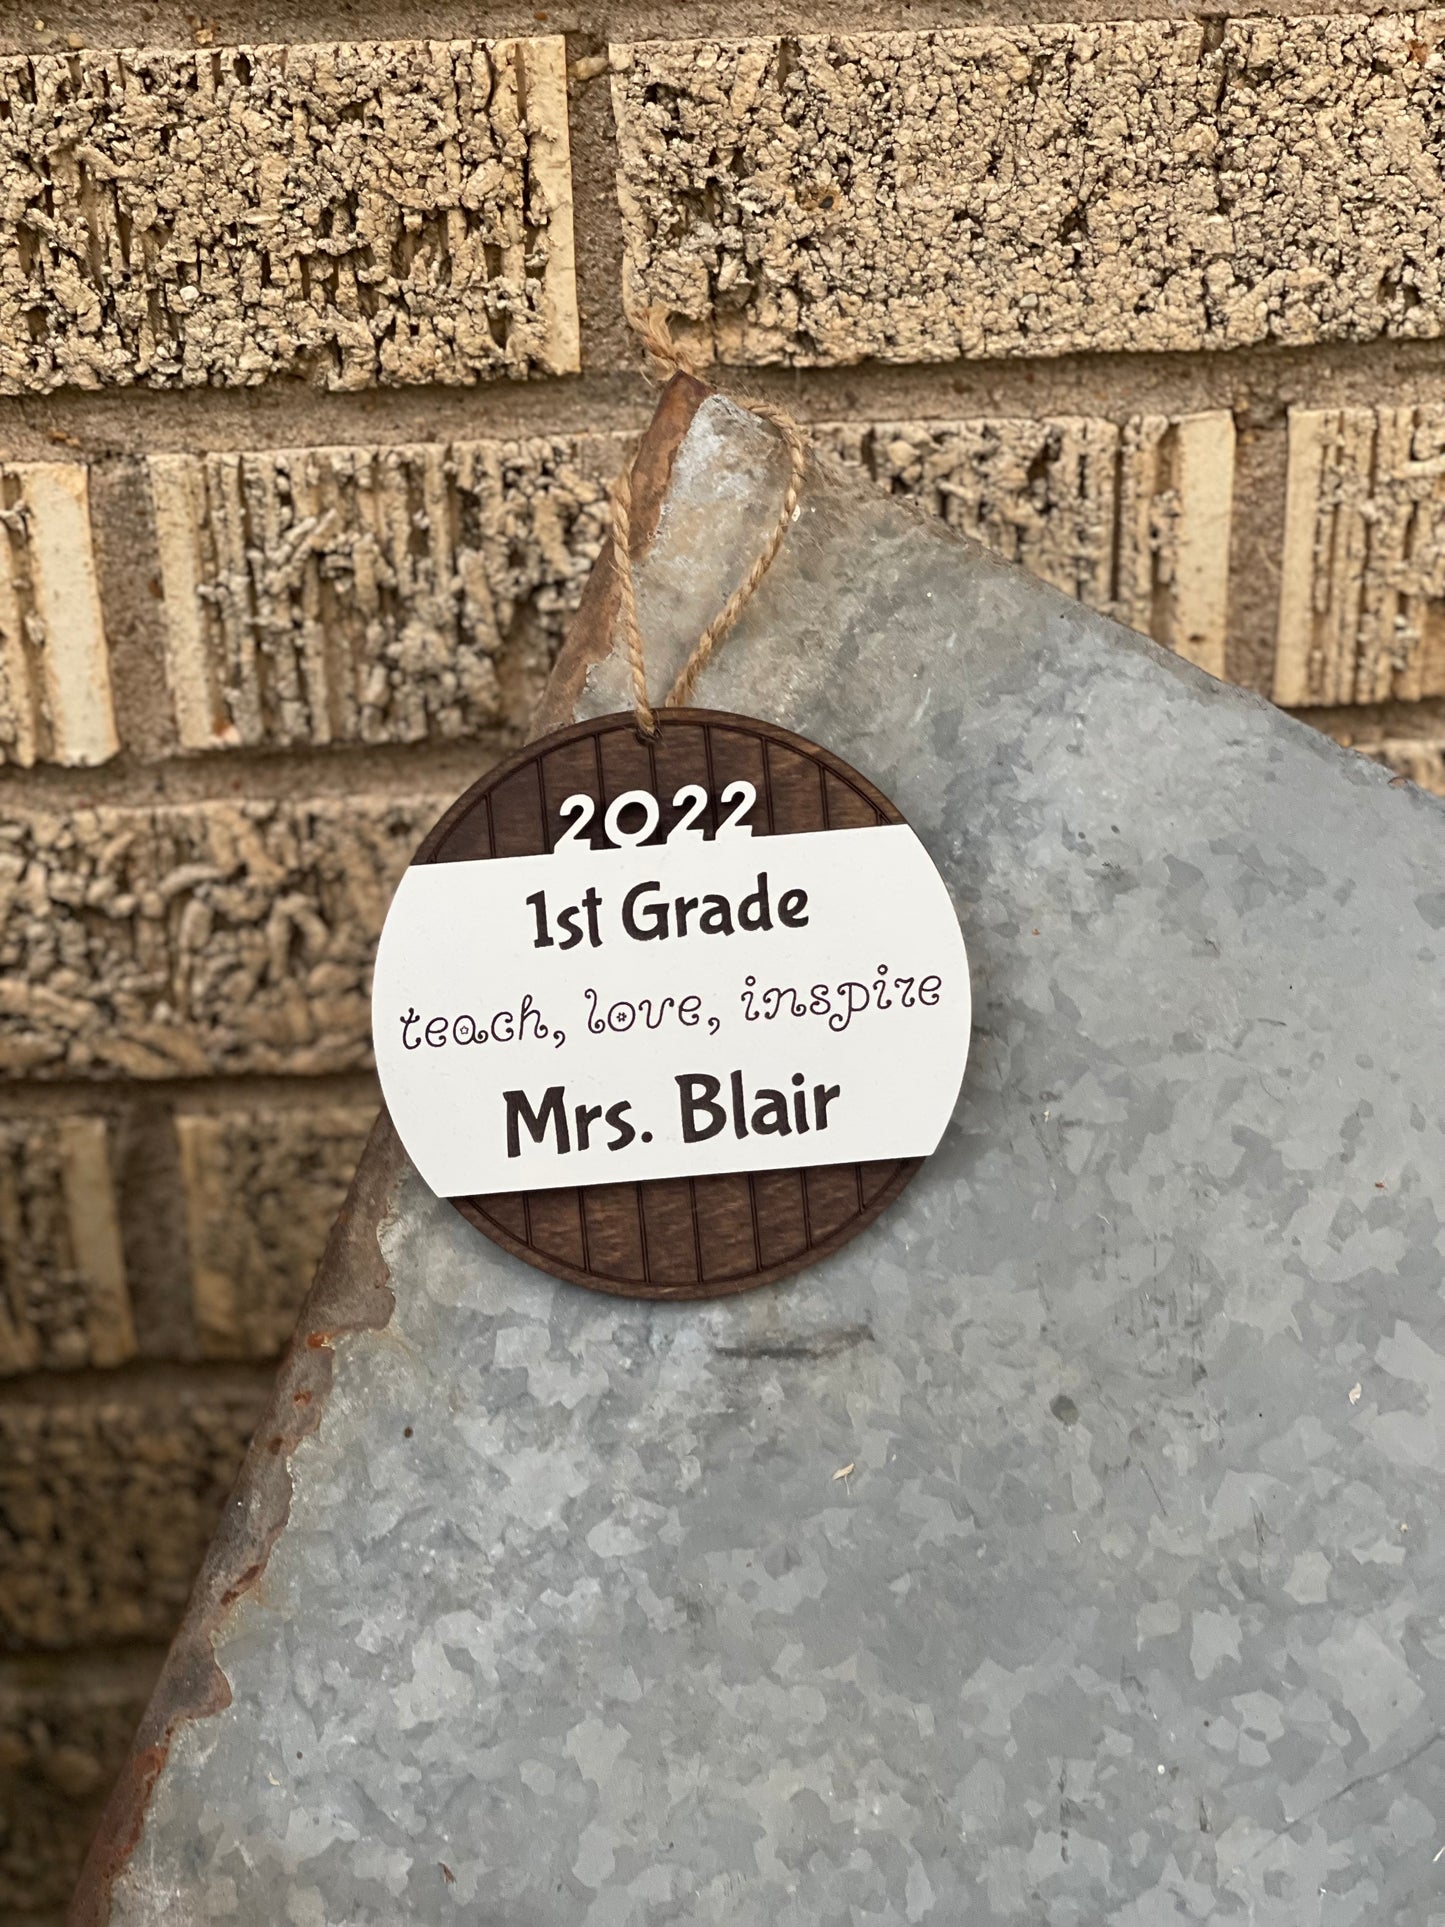 2022
1st Grade
teach, love, inspire
Mrs. Blair